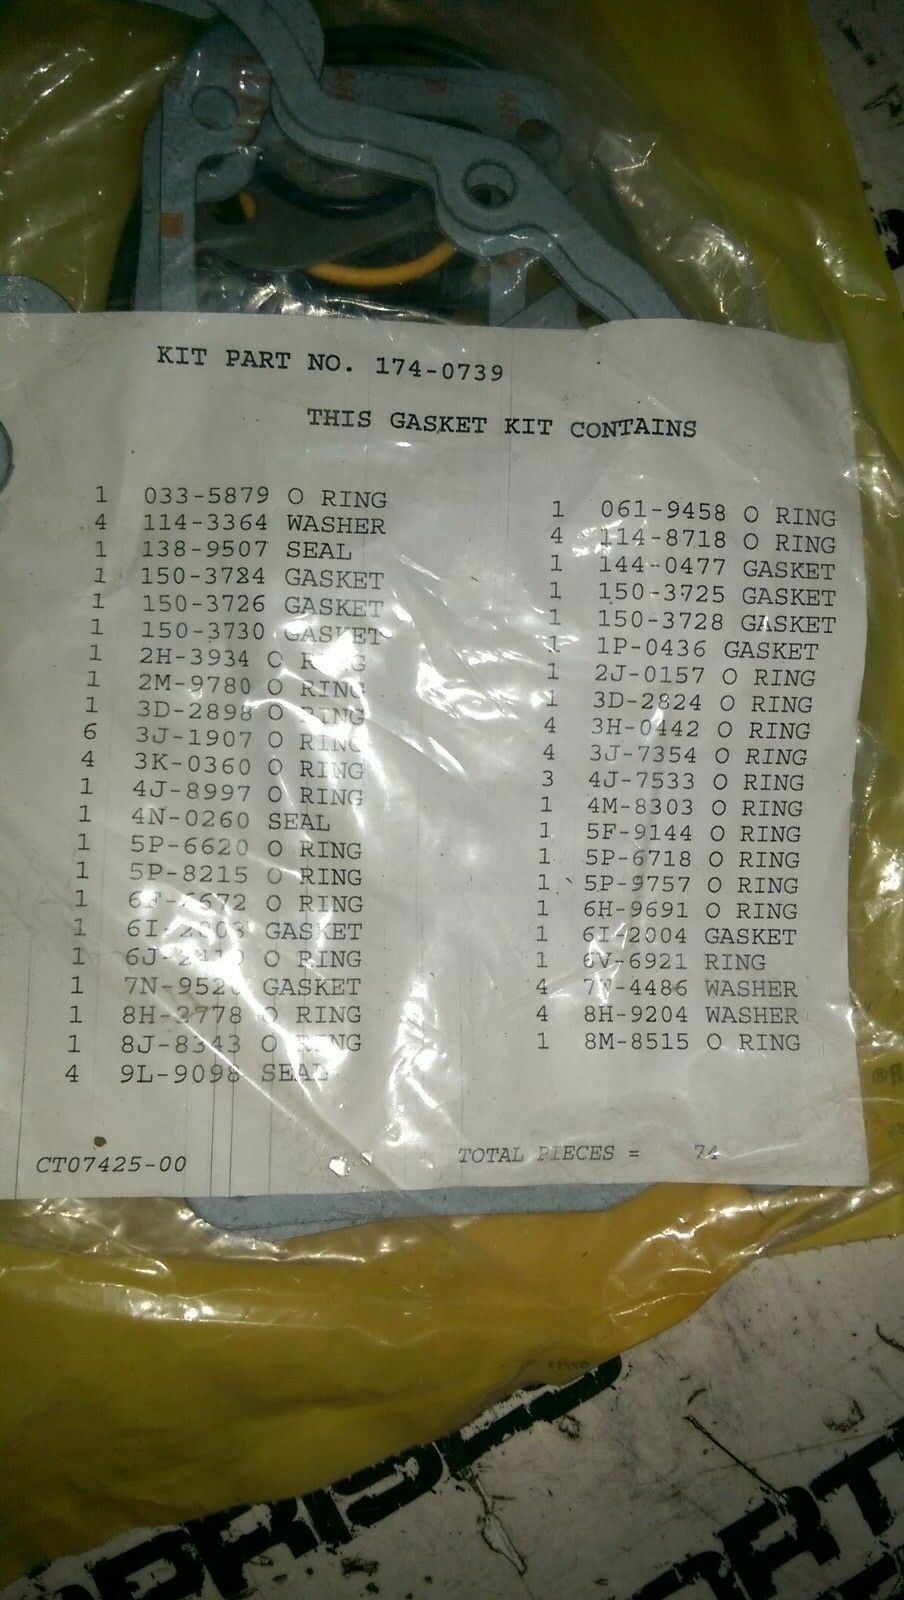 KIT PART NO. 174-0739
THIS GASKET KIT CONTAINS
1 033-5879 O RING
4 114-3364 WASHER
1 138-9507 SEAL
1 150-3724 GASKET
1 150-3726 GASKET
1 150-3730 GASKET
1 2H-3934 O RING
1 2M-9780 O RING
1 3D-2898 O RING
6 3J-1907 O RING
4 3K-0360 O RING
1 4J-8997 O RING
1 4N-0260 SEAL
1 5P-6620 O RING
1 5P-8215 O RING
1 O RING
1 GASKET
1 O RING
1 GASKET
1 8H-3778 O RING
1 8J-8343 O RING
4 9L-9098 SEAL
1 061-9458 O RING
4 114-8718 O RING
1 144-0477 GASKET
1 150-3725 GASKET
1 150-3728 GASKET
1 1P-0436 GASKET
1 2J-0157 O RING
1 3D-2824 O RING
4 3H-0442 O RING
4 3J-7354 O RING
3 4J-7533 O RING
1 4M-8303 O RING
1 5F-9144 O RING
1 5P-6718 O RING
1 5P-9757 O RING
1 6H-9691 O RING
1 6I-2004 GASKET
1 6V-6921 RING
4 7N-4486 WASHER
4 8H-9204 WASHER
1 8M-8515 O RING
CT07425-00
TOTAL PIECES = 74